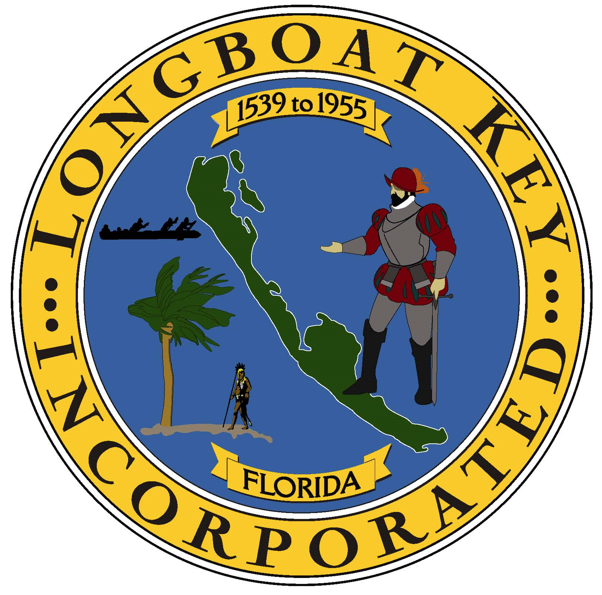 LONGBOAT KEY
1539 to 1955
FLORIDA
INCORPORATED